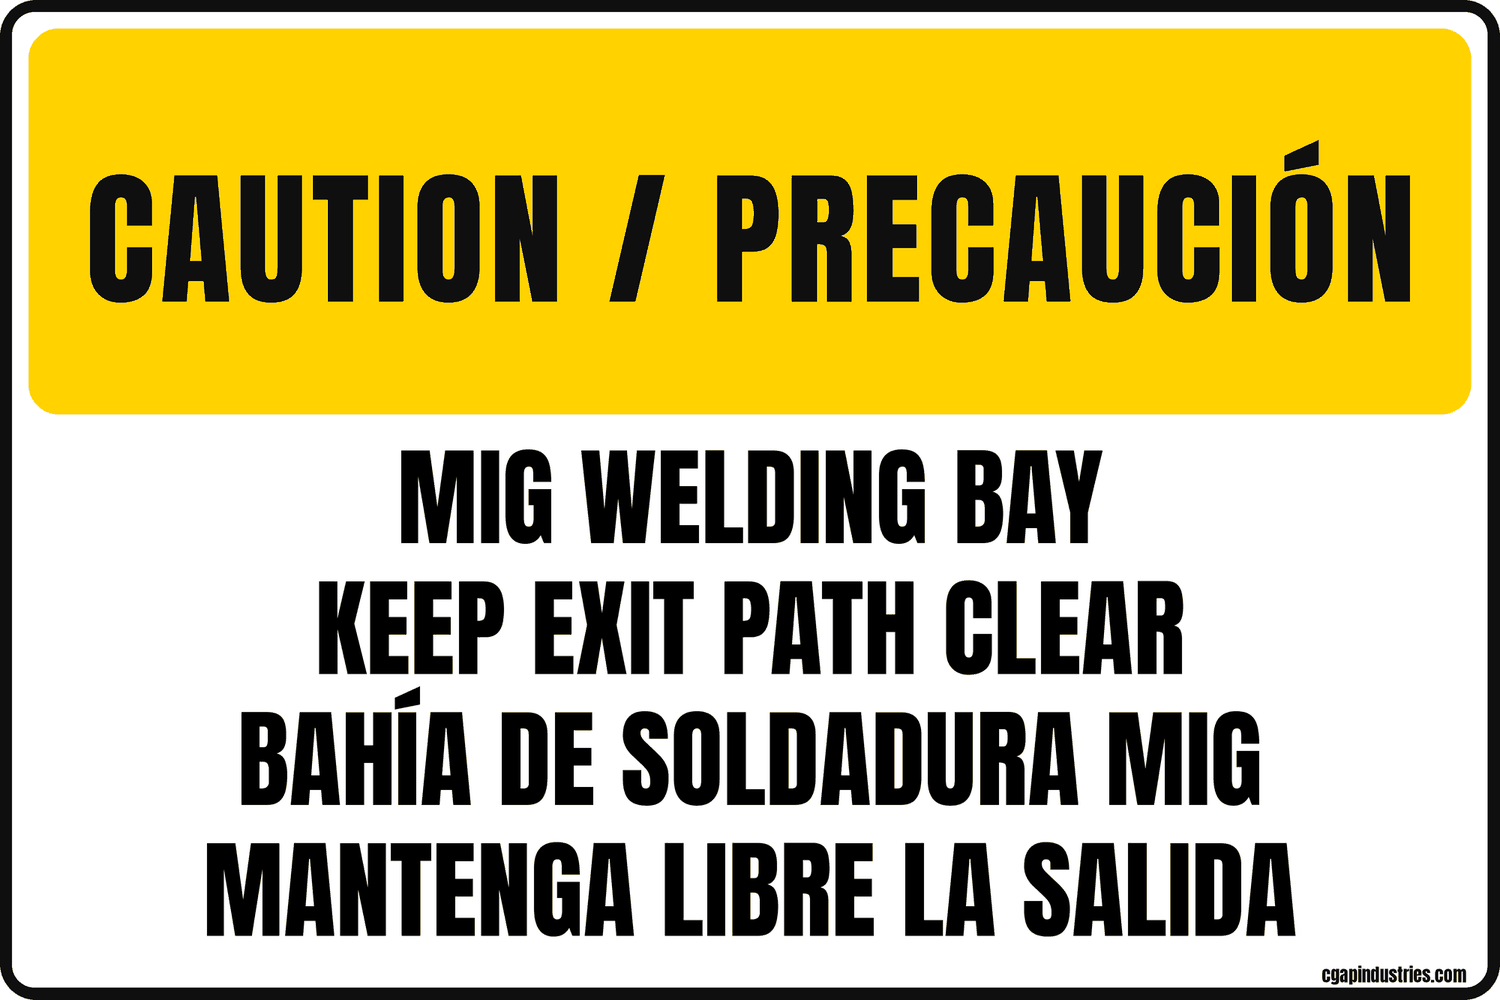 CAUTION / PRECAUCIÓN
MIG WELDING BAY
KEEP EXIT PATH CLEAR
BAHÍA DE SOLDADURA MIG
MANTENGA LIBRE LA SALIDA
cgapindustries.com